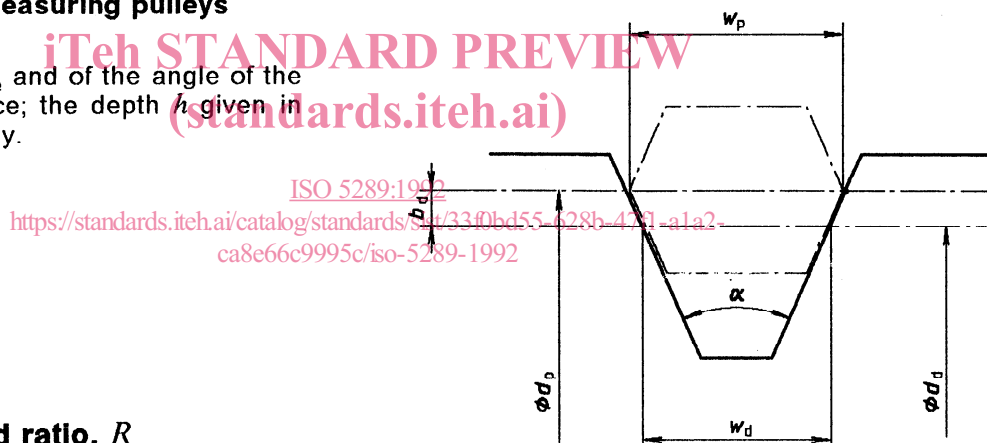 easuring pulleys
iTeh STANDARD PREVIEW
and of the angle of the
ce; the depth h given in
(standards.iteh.ai)
y.
ISO 5289:1992
https://standards.iteh.ai/catalog/standards/sist/33f0bd55-628b-47f1-a1a2-
ca8e66c9995c/iso-5289-1992
d ratio, R
wp
bd
α
Φdp
Φdd
wd